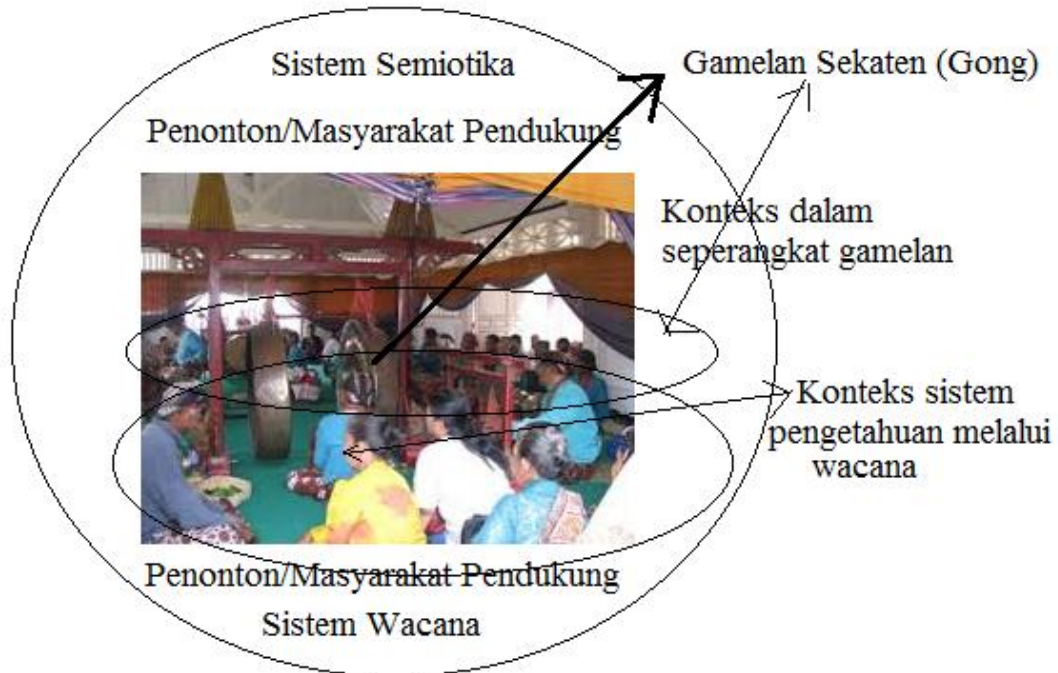 Sistem Semiotika
Gamelan Sekaten (Gong)
Penonton/Masyarakat Pendukung
Konteks dalam
seperangkat gamelan
Konteks sistem
pengetahuan melalui
wacana
Penonton/Masyarakat Pendukung
Sistem Wacana